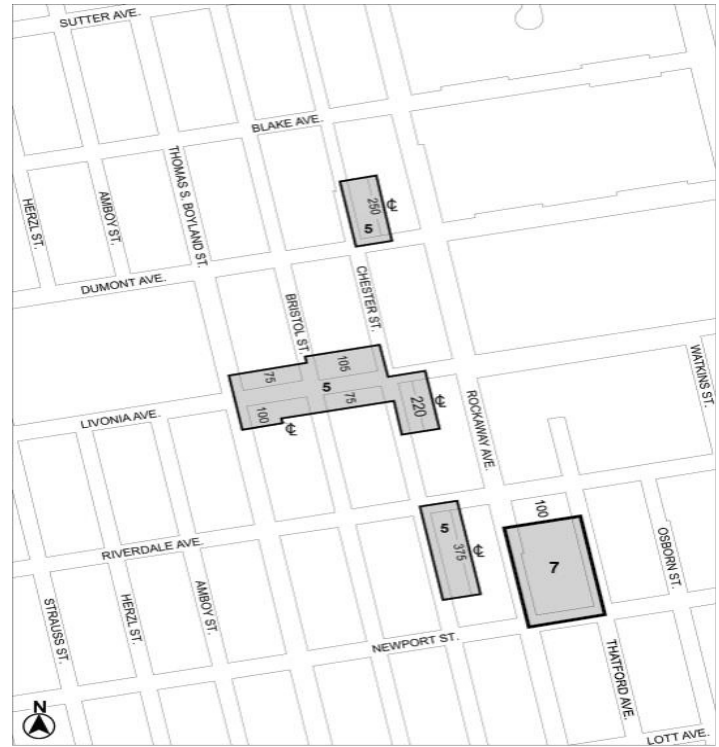 SUTTER AVE.
BLAKE AVE.
THOMAS S. BOYLAND ST.
HERZL ST.
AMBOY ST.
250
℄
5
DUMONT AVE.
BRISTOL ST.
CHESTER ST.
WATKINS ST.
105
75
5
75
220
℄
100
℄
LIVONIA AVE.
ROCKAWAY AVE.
100
5
375
℄
7
OSBORN ST.
RIVERDALE AVE.
STRAUSS ST.
HERZL ST.
AMBOY ST.
NEWPORT ST.
THATFORD AVE.
N
LOTT AVE.